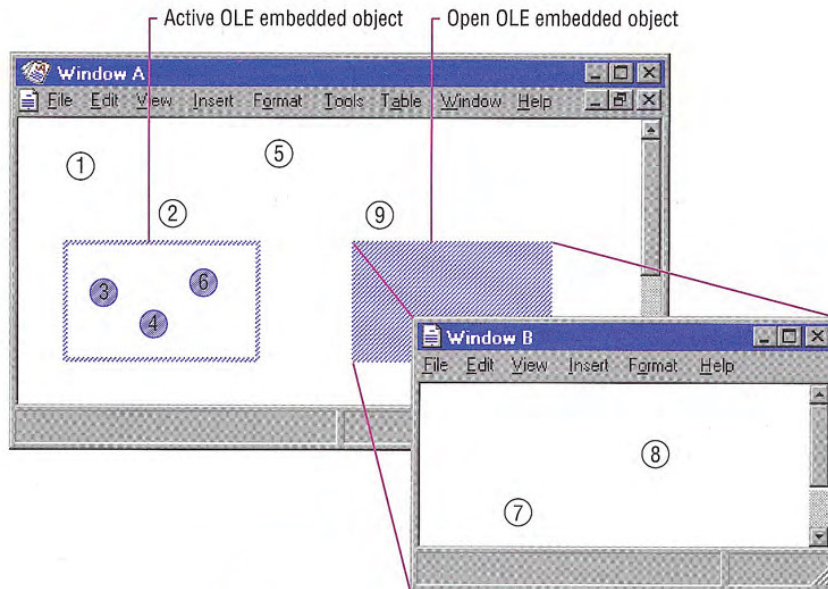 Active OLE embedded object
Open OLE embedded object
Window A
File Edit View Insert Format Tools Table Window Help
1
5
2
9
3
6
4
Window B
File Edit View Insert Format Help
8
7